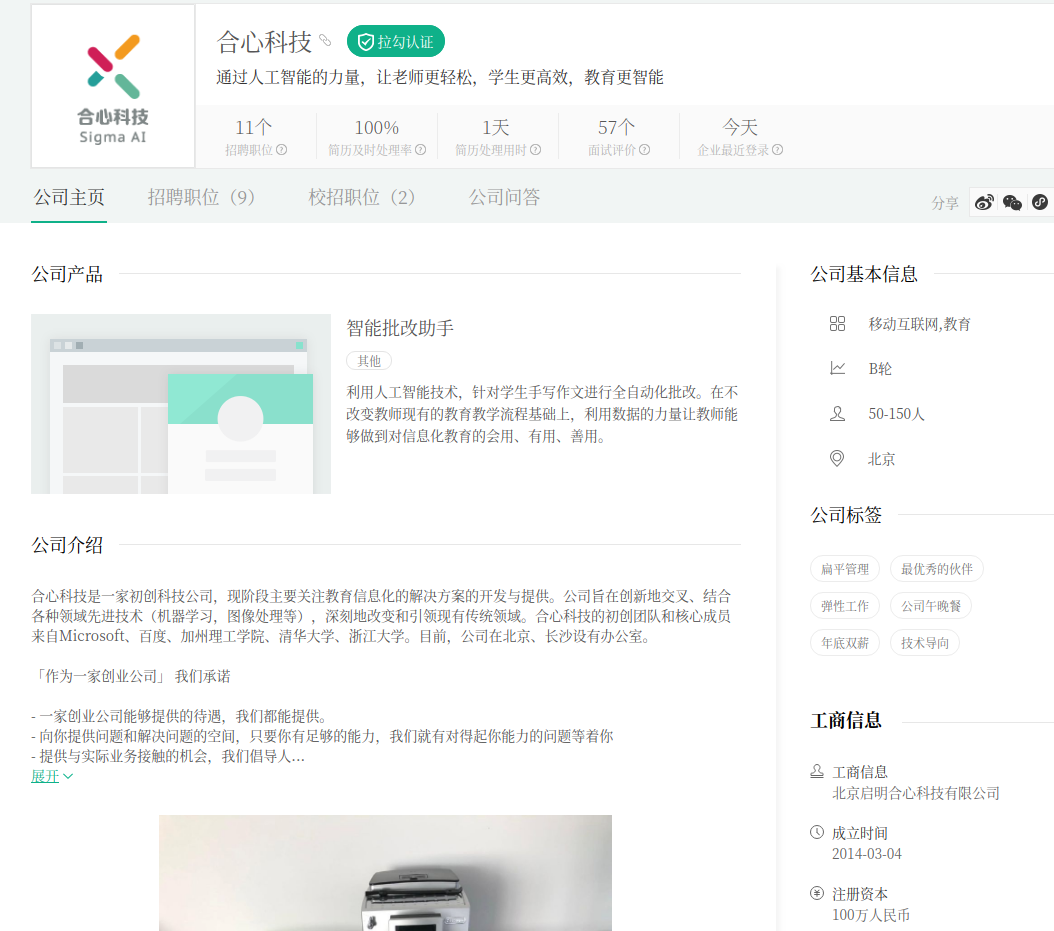 合心科技
Sigma AI
合心科技
拉勾认证
通过人工智能的力量，让老师更轻松，学生更高效，教育更智能
11个
招聘职位
100%
简历及时处理率
1天
简历处理用时
57个
面试评价
今天
企业最近登录
公司主页
招聘职位（9）
校招职位（2）
公司问答
分享
公司产品
智能批改助手
其他
利用人工智能技术，针对学生手写作文进行全自动化批改。在不
改变教师现有的教育教学流程基础上，利用数据的力量让教师能
够做到对信息化教育的会用、有用、善用。
公司介绍
合心科技是一家初创科技公司，现阶段主要关注教育信息化的解决方案的开发与提供。公司旨在创新地交叉、结合
各种领域先进技术（机器学习，图像处理等），深刻地改变和引领现有传统领域。合心科技的初创团队和核心成员
来自Microsoft、百度、加州理工学院、清华大学、浙江大学。目前，公司在北京、长沙设有办公室。
「作为一家创业公司」 我们承诺
- 一家创业公司能够提供的待遇，我们都能提供。
- 向你提供问题和解决问题的空间，只要你有足够的能力，我们就有对得起你能力的问题等着你
- 提供与实际业务接触的机会，我们倡导人...
展开
公司基本信息
移动互联网,教育
B轮
50-150人
北京
公司标签
扁平管理
最优秀的伙伴
弹性工作
公司午晚餐
年底双薪
技术导向
工商信息
工商信息
北京启明合心科技有限公司
成立时间
2014-03-04
注册资本
100万人民币